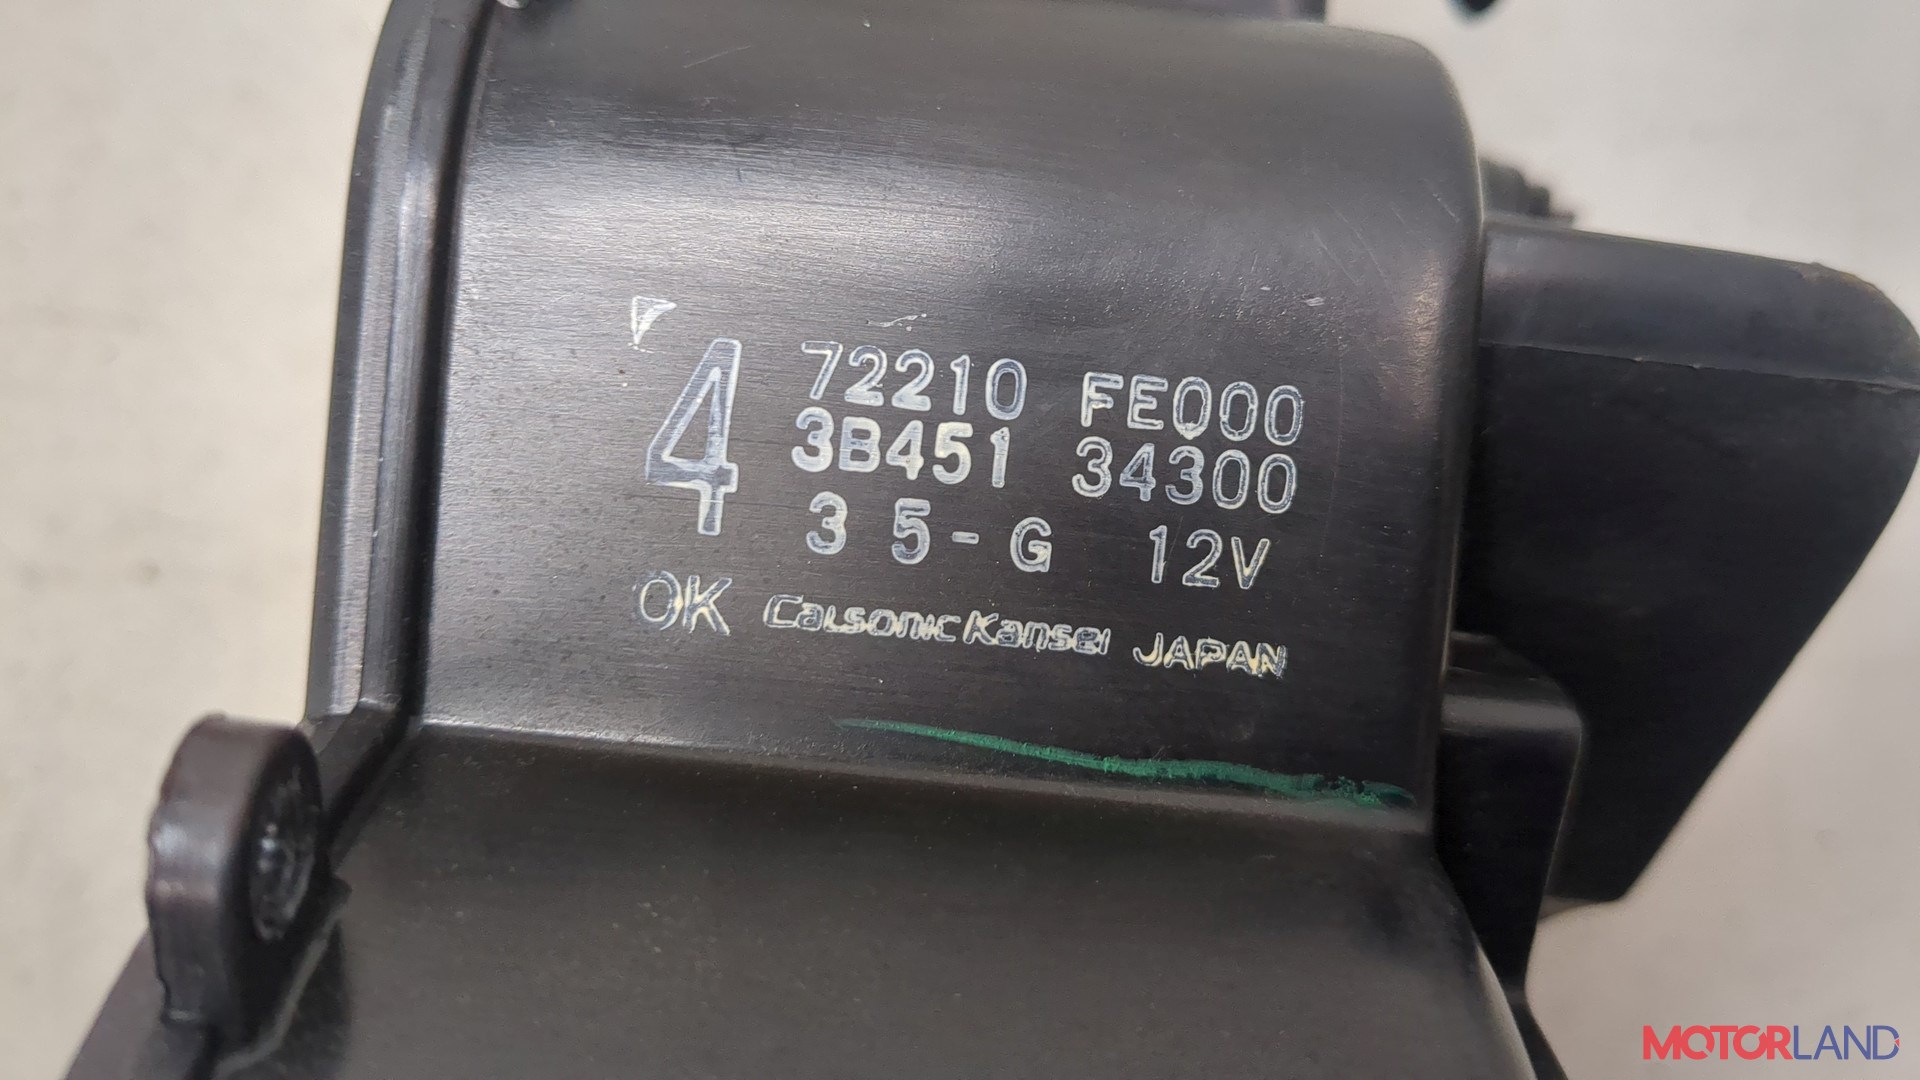 4
72210 FE000
3B451 34300
3 5-G 12V
OK CalsonicKansei JAPAN
MOTORLAND